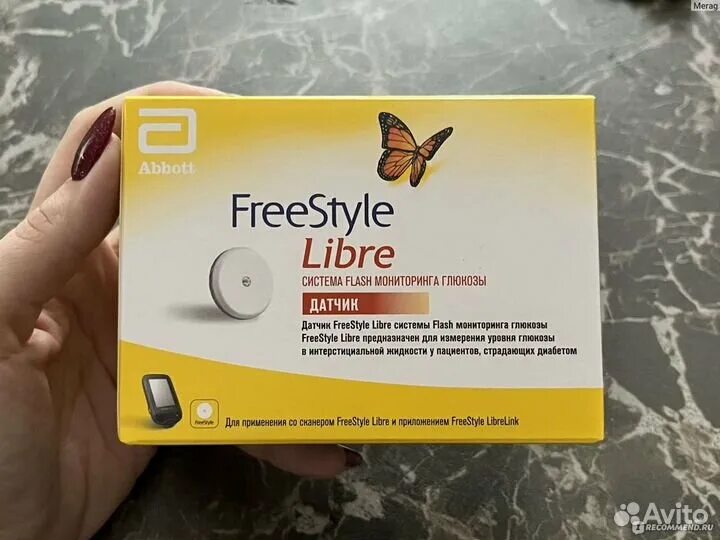 Merag
Abbott
FreeStyle
Libre
СИСТЕМА FLASH МОНИТОРИНГА ГЛЮКОЗЫ
ДАТЧИК
Датчик FreeStyle Libre системы Flash мониторинга глюкозы
FreeStyle Libre предназначен для измерения уровня глюкозы
в интерстициальной жидкости у пациентов, страдающих диабетом
FreeStyle
Для применения со сканером FreeStyle Libre и приложением FreeStyle LibreLink
Avito
RECOMMEND.RU